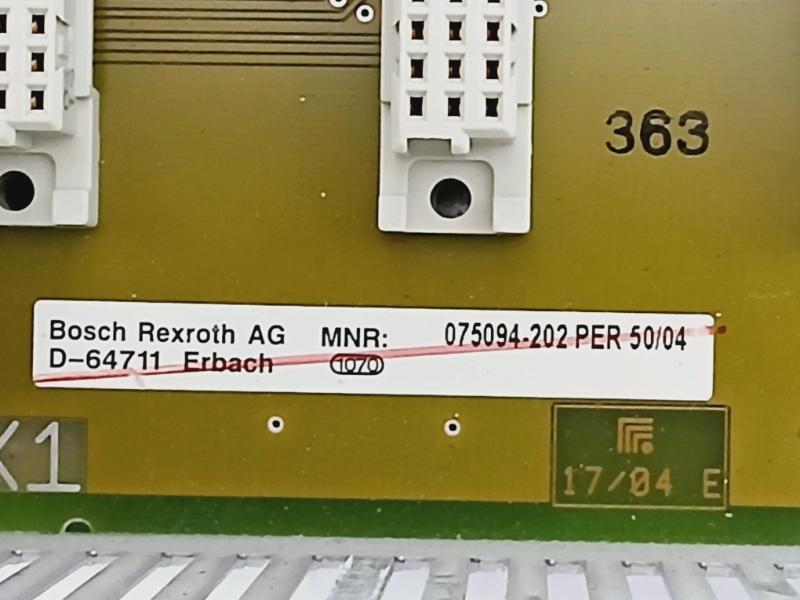 363
Bosch Rexroth AG MNR: 075094-202 PER 50/04
D-64711 Erbach 1070
X1
17/04 E